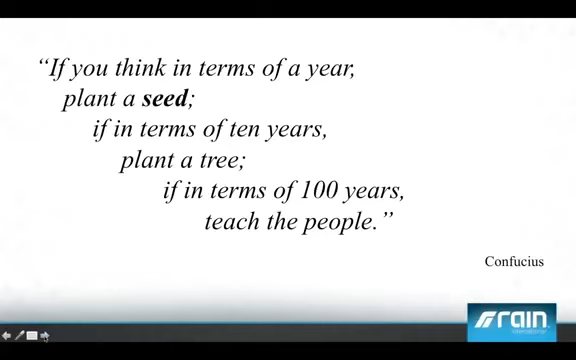 “If you think in terms of a year,
plant a seed;
if in terms of ten years,
plant a tree;
if in terms of 100 years,
teach the people.”
Confucius
rain
international